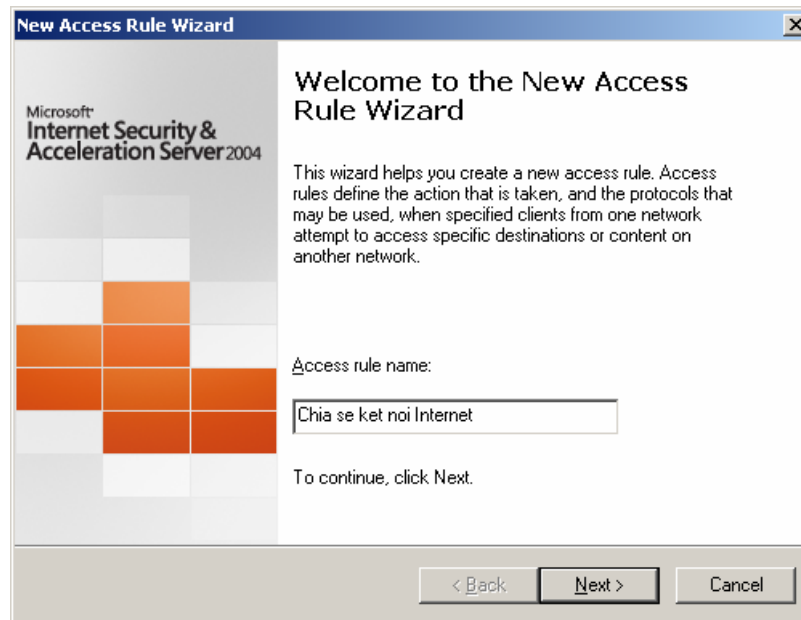 New Access Rule Wizard
Microsoft
Internet Security &
Acceleration Server 2004
Welcome to the New Access
Rule Wizard
This wizard helps you create a new access rule. Access
rules define the action that is taken, and the protocols that
may be used, when specified clients from one network
attempt to access specific destinations or content on
another network.
Access rule name:
Chia se ket noi Internet
To continue, click Next.
< Back
Next >
Cancel